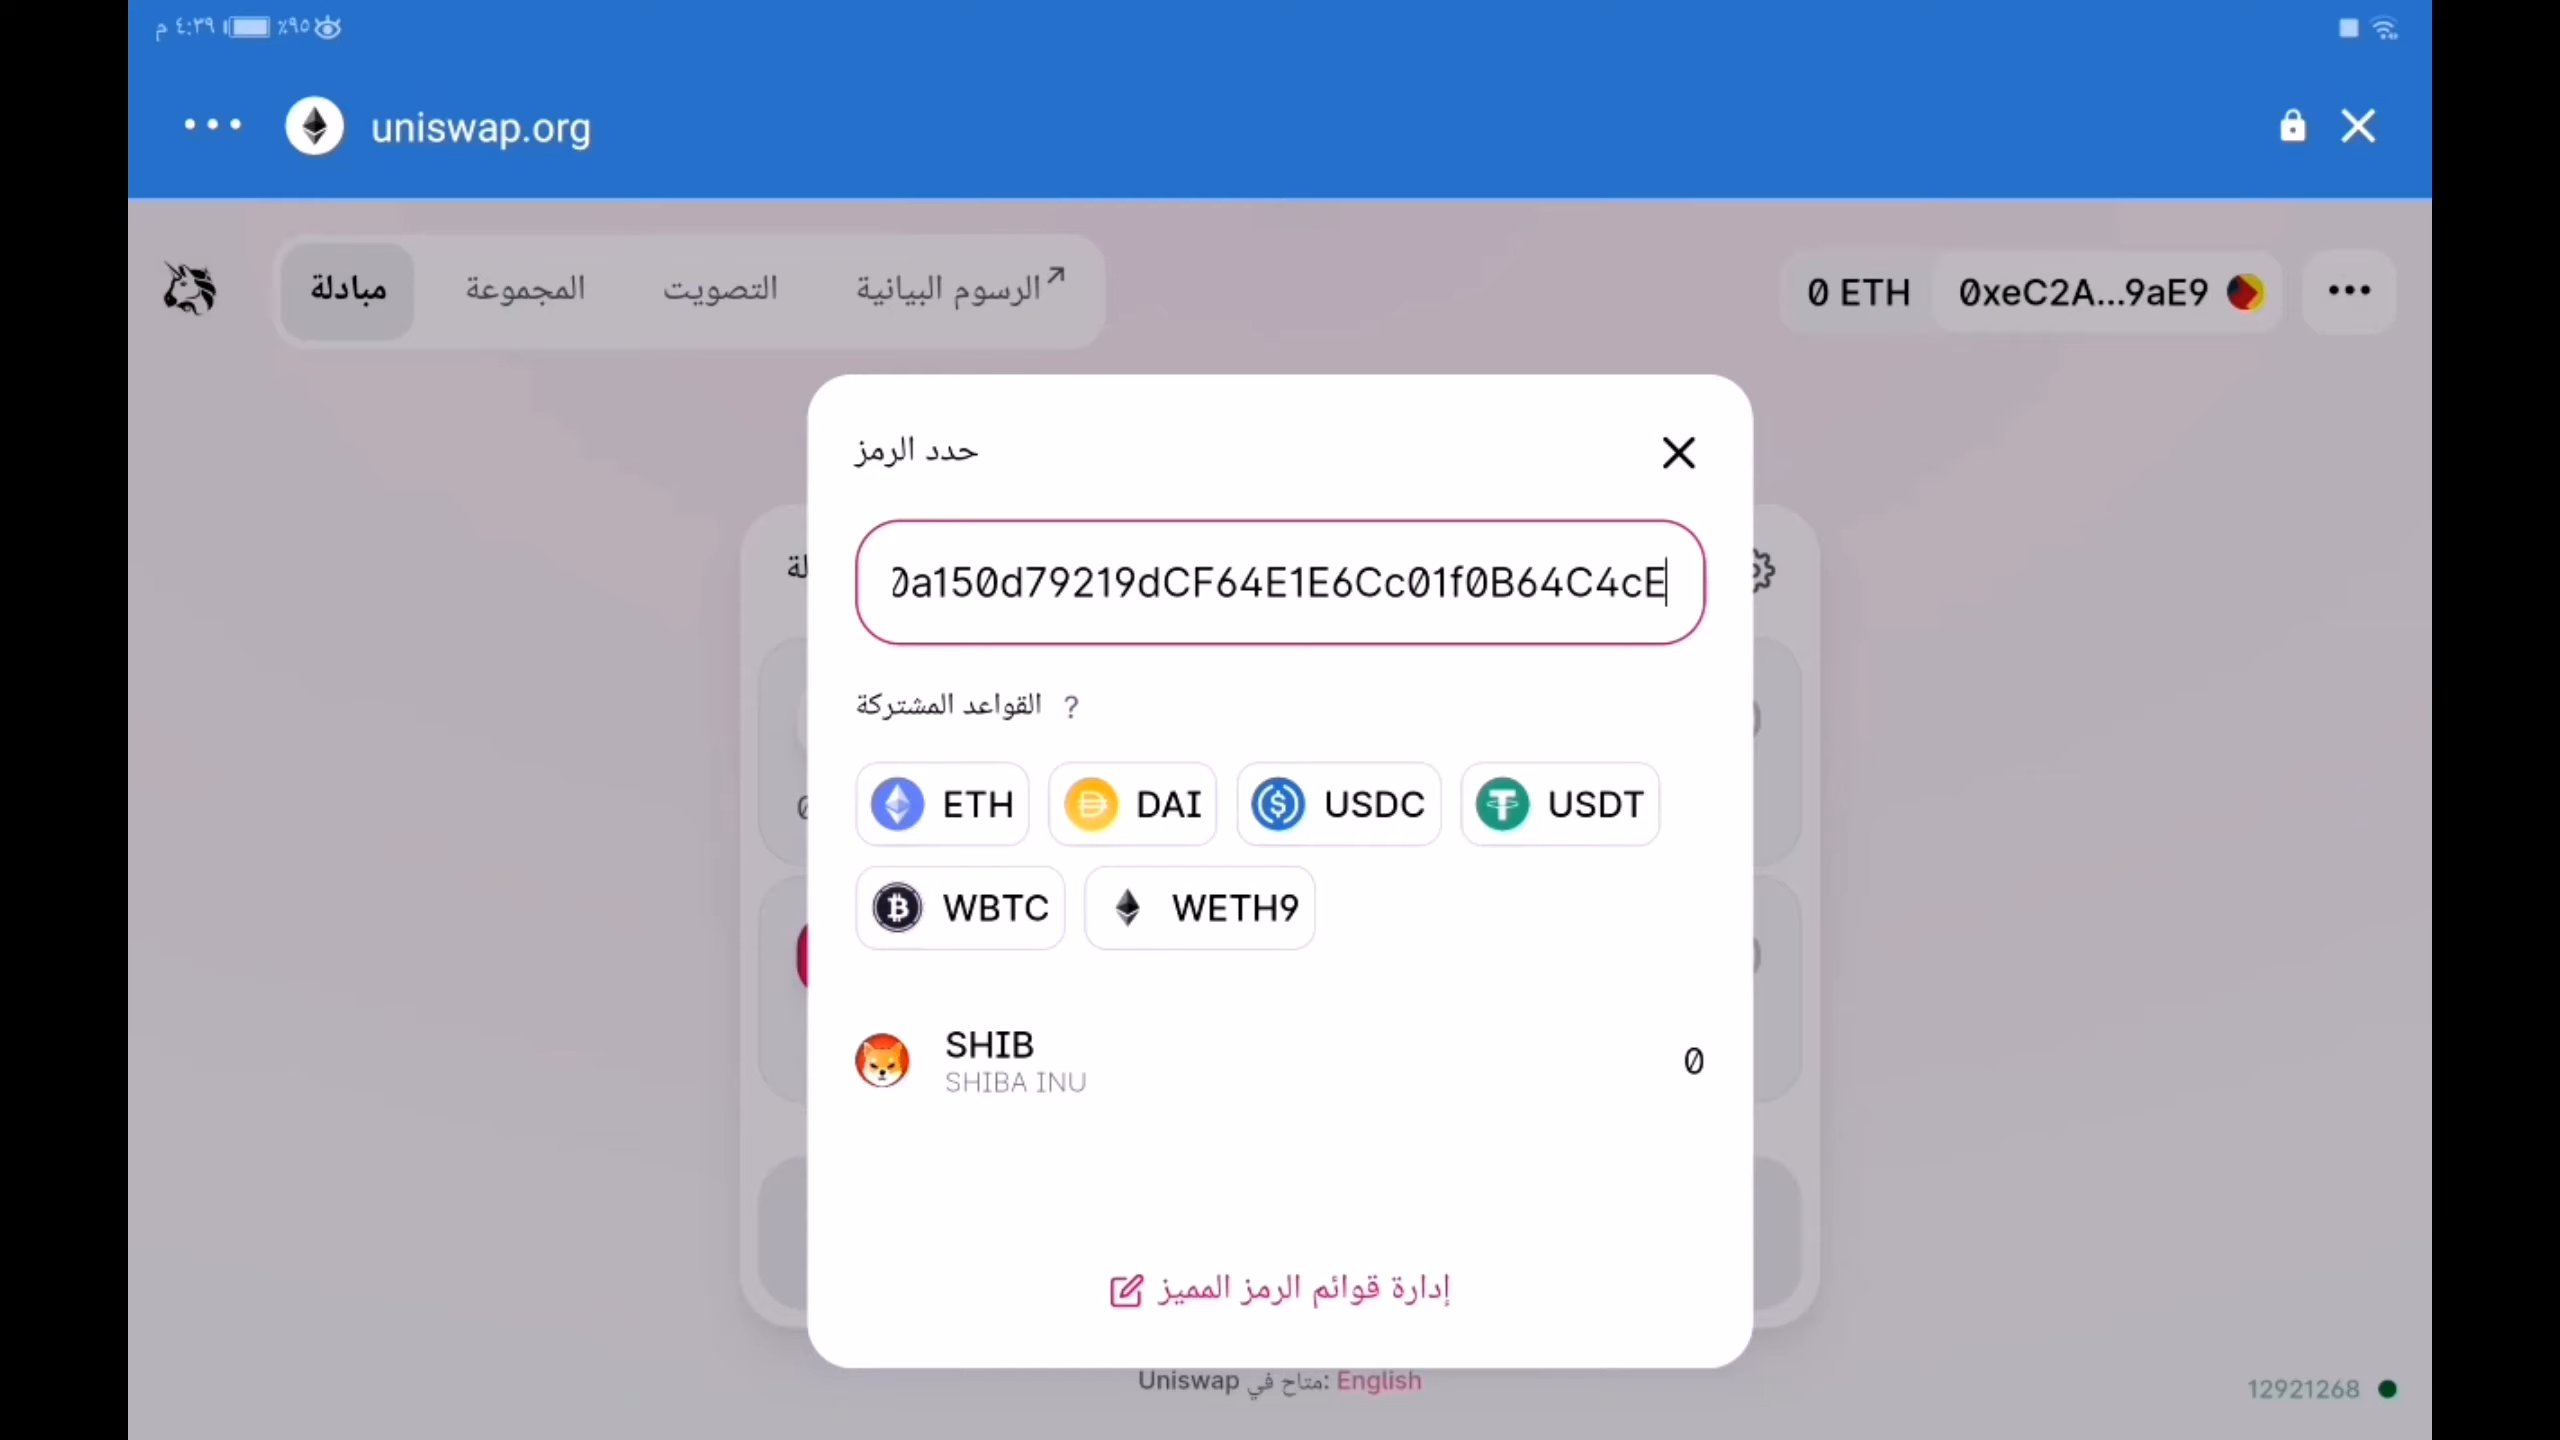 م ٤:٣٩ ٪٩٥
uniswap.org
مبادلة المجموعة التصويت الرسوم البيانية↗ 0 ETH 0xeC2A...9aE9
حدد الرمز
0a150d79219dCF64E1E6Cc01f0B64C4cE
القواعد المشتركة ?
ETH DAI USDC USDT
WBTC WETH9
SHIB 0
SHIBA INU
إدارة قوائم الرمز المميز
Uniswap متاح في: English
12921268